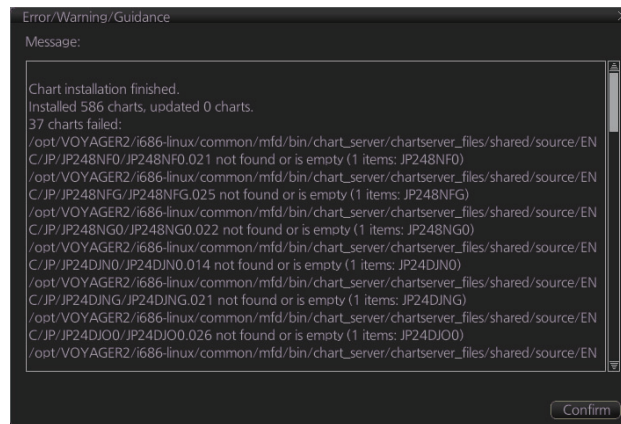 Error/Warning/Guidance
Message:
Chart installation finished.
Installed 586 charts, updated 0 charts.
37 charts failed:
/opt/VOYAGER2/i686-linux/common/mfd/bin/chart_server/chartserver_files/shared/source/EN
C/JP/JP248NF0/JP248NF0.021 not found or is empty (1 items: JP248NF0)
/opt/VOYAGER2/i686-linux/common/mfd/bin/chart_server/chartserver_files/shared/source/EN
C/JP/JP248NFG/JP248NFG.025 not found or is empty (1 items: JP248NFG)
/opt/VOYAGER2/i686-linux/common/mfd/bin/chart_server/chartserver_files/shared/source/EN
C/JP/JP248NG0/JP248NG0.022 not found or is empty (1 items: JP248NG0)
/opt/VOYAGER2/i686-linux/common/mfd/bin/chart_server/chartserver_files/shared/source/EN
C/JP/JP24DJN0/JP24DJN0.014 not found or is empty (1 items: JP24DJN0)
/opt/VOYAGER2/i686-linux/common/mfd/bin/chart_server/chartserver_files/shared/source/EN
C/JP/JP24DJNG/JP24DJNG.021 not found or is empty (1 items: JP24DJNG)
/opt/VOYAGER2/i686-linux/common/mfd/bin/chart_server/chartserver_files/shared/source/EN
C/JP/JP24DJO0/JP24DJO0.026 not found or is empty (1 items: JP24DJO0)
/opt/VOYAGER2/i686-linux/common/mfd/bin/chart_server/chartserver_files/shared/source/EN
Confirm